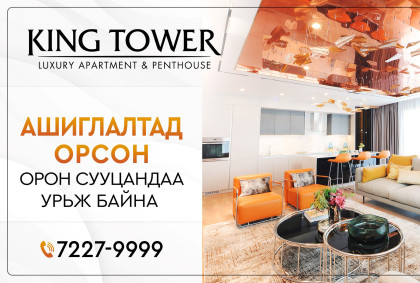 KING TOWER
LUXURY APARTMENT & PENTHOUSE
АШИГЛАЛТАД
ОРСОН
ОРОН СУУЦАНДАА
УРЬЖ БАЙНА
7227-9999